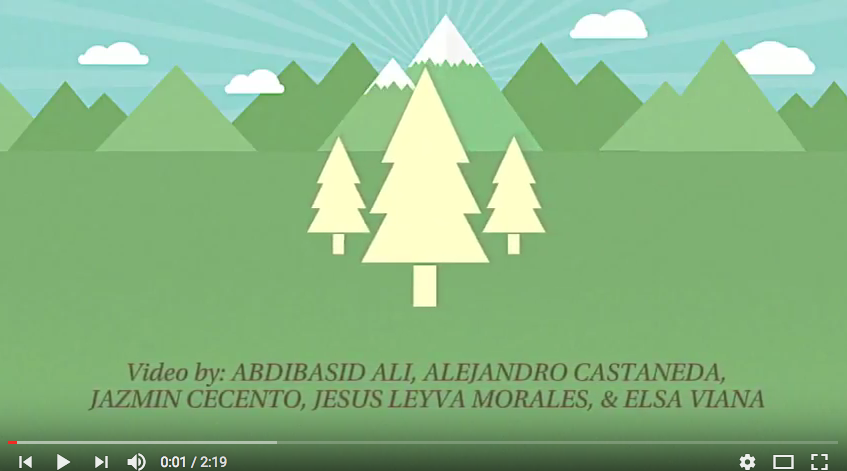 Video by: ABDIBASID ALI, ALEJANDRO CASTANEDA,
JAZMIN CECENTO, JESUS LEYVA MORALES, & ELSA VIANA
0:01 / 2:19